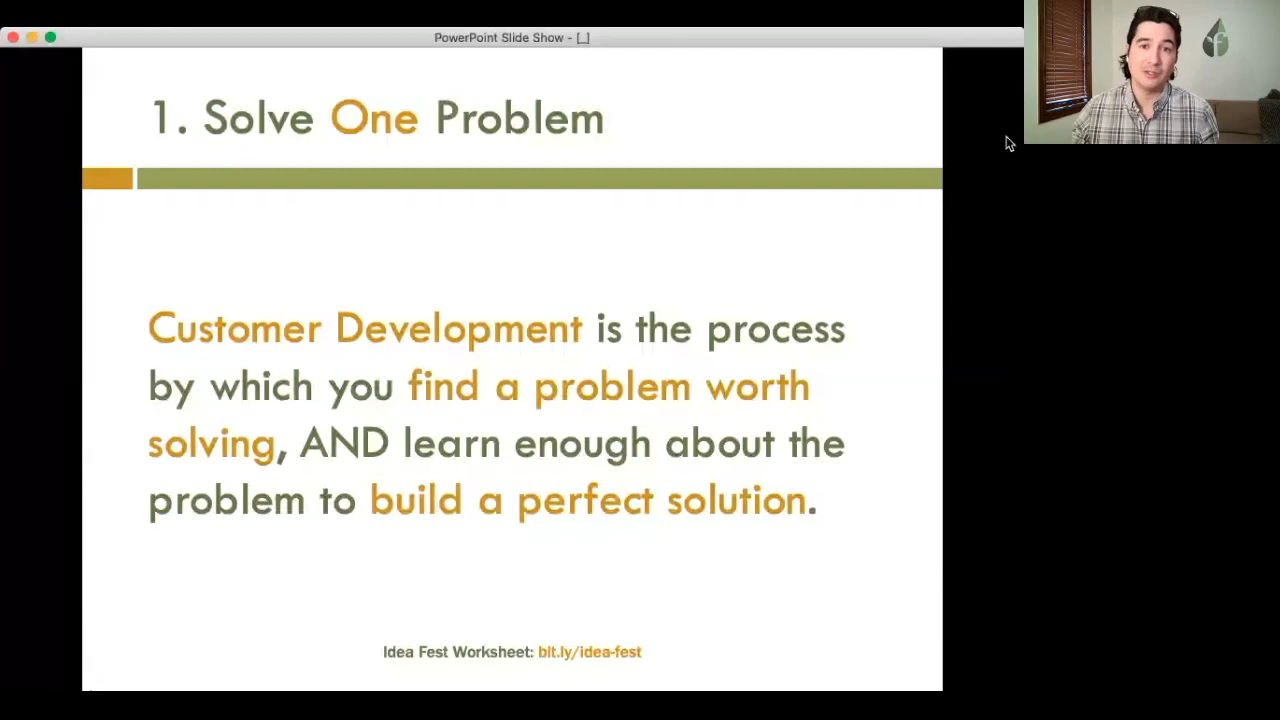 PowerPoint Slide Show - [_]
1. Solve One Problem
Customer Development is the process
by which you find a problem worth
solving, AND learn enough about the
problem to build a perfect solution.
Idea Fest Worksheet: bit.ly/idea-fest
f